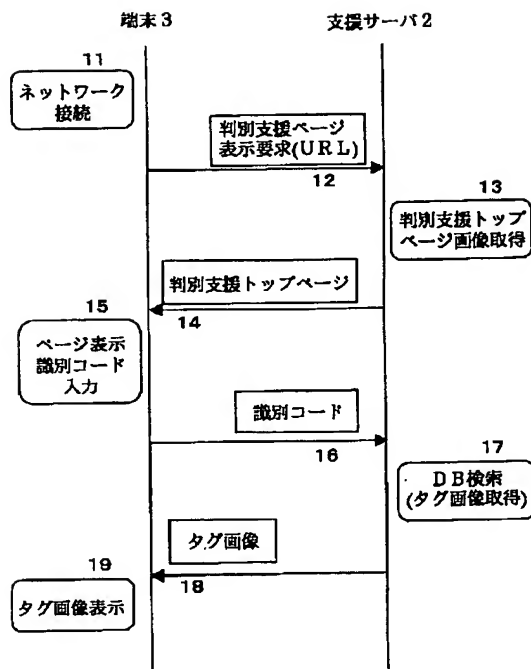 端末3
支援サーバ2
11
ネットワーク
接続
判別支援ページ
表示要求(URL)
12
13
判別支援トップ
ページ画像取得
判別支援トップページ
14
15
ページ表示
識別コード
入力
識別コード
16
17
DB検索
(タグ画像取得)
タグ画像
18
19
タグ画像表示